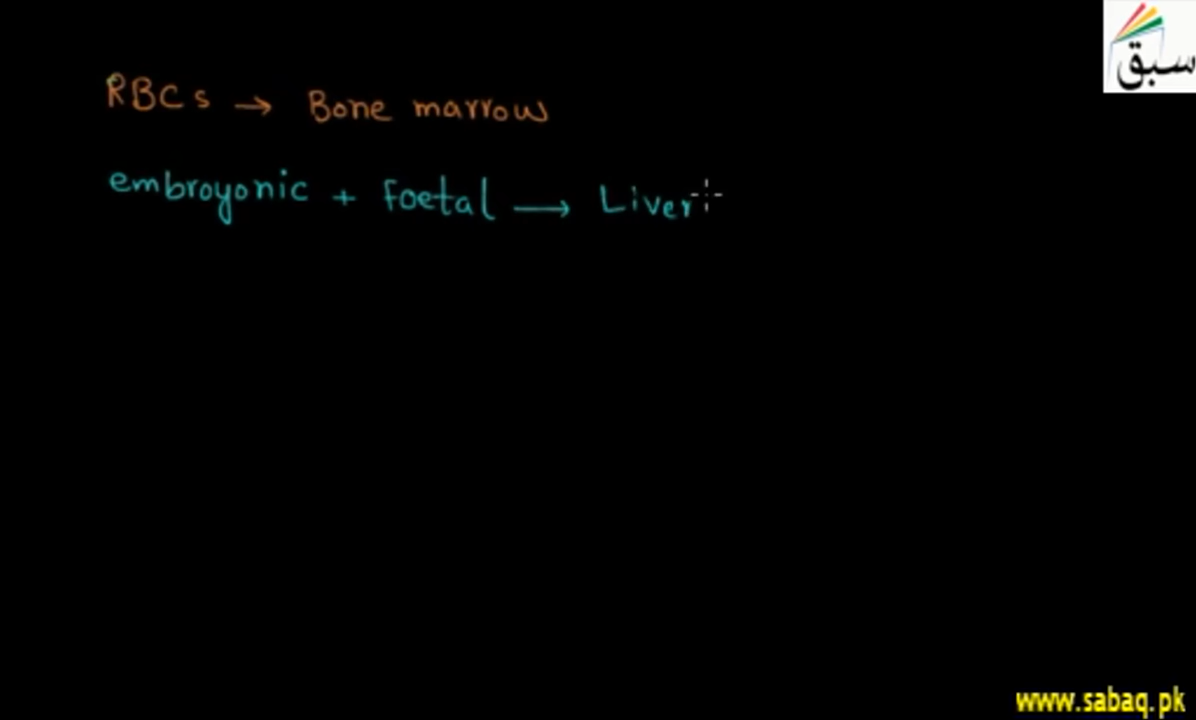 سبق
RBCs → Bone marrow
embroyonic + Foetal → Liver
www.sabaq.pk